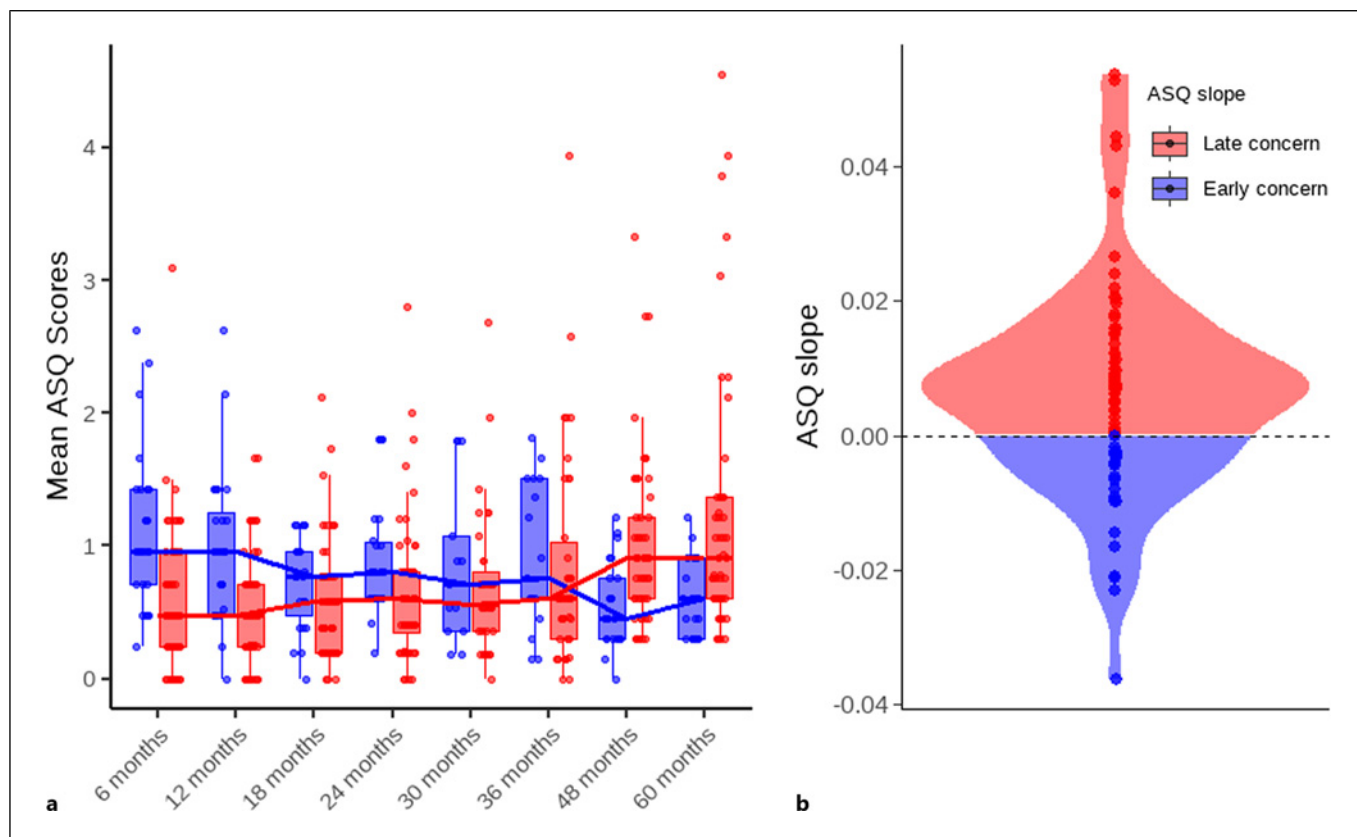 Mean ASQ Scores
4
3
2
1
0
6 months
12 months
18 months
24 months
30 months
36 months
48 months
60 months
a
ASQ slope
0.04
0.02
0.00
-0.02
-0.04
ASQ slope
Late concern
Early concern
b